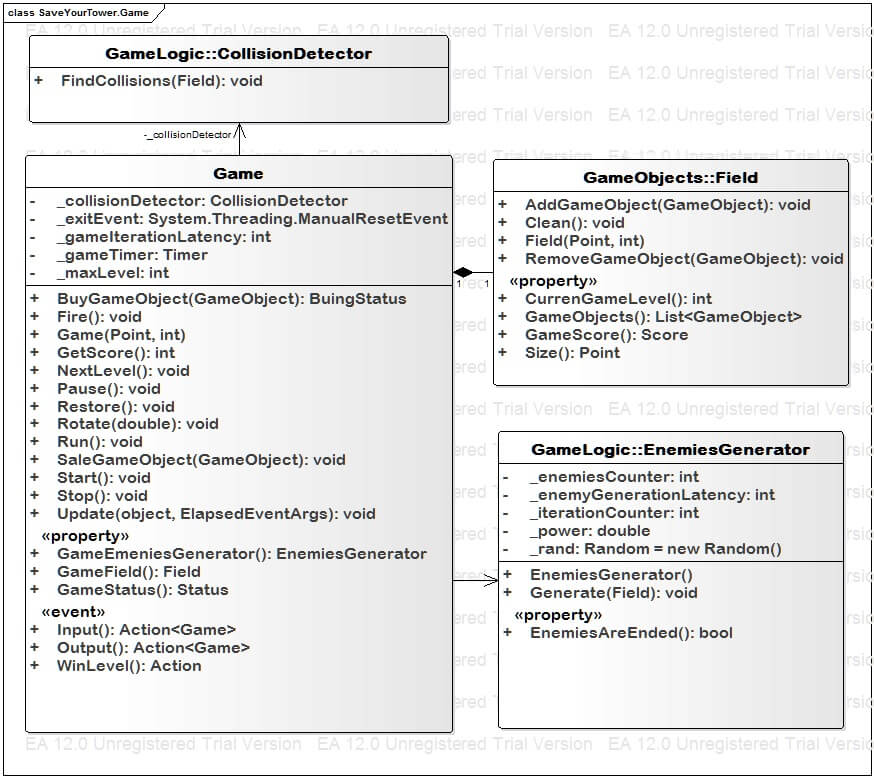 class SaveYourTower.Game
EA 12.0 Unregistered Trial Version EA 12.0 Unregistered Trial Version EA 12.0 Unregistered Trial Versio
GameLogic::CollisionDetector
+ FindCollisions(Field): void
-_collisionDetector
Game
- _collisionDetector: CollisionDetector
- _exitEvent: System.Threading.ManualResetEvent
- _gameIterationLatency: int
- _gameTimer: Timer
- _maxLevel: int
+ BuyGameObject(GameObject): BuingStatus
+ Fire(): void
+ Game(Point, int)
+ GetScore(): int
+ NextLevel(): void
+ Pause(): void
+ Restore(): void
+ Rotate(double): void
+ Run(): void
+ SaleGameObject(GameObject): void
+ Start(): void
+ Stop(): void
+ Update(object, ElapsedEventArgs): void
«property»
+ GameEmeniesGenerator(): EnemiesGenerator
+ GameField(): Field
+ GameStatus(): Status
«event»
+ Input(): Action<Game>
+ Output(): Action<Game>
+ WinLevel(): Action
1 1
GameObjects::Field
+ AddGameObject(GameObject): void
+ Clean(): void
+ Field(Point, int)
+ RemoveGameObject(GameObject): void
«property»
+ CurrenGameLevel(): int
+ GameObjects(): List<GameObject>
+ GameScore(): Score
+ Size(): Point
GameLogic::EnemiesGenerator
- _enemiesCounter: int
- _enemyGenerationLatency: int
- _iterationCounter: int
- _power: double
- _rand: Random = new Random()
+ EnemiesGenerator()
+ Generate(Field): void
«property»
+ EnemiesAreEnded(): bool
EA 12.0 Unregistered Trial Version EA 12.0 Unregistered Trial Version EA 12.0 Unregistered Trial Versio